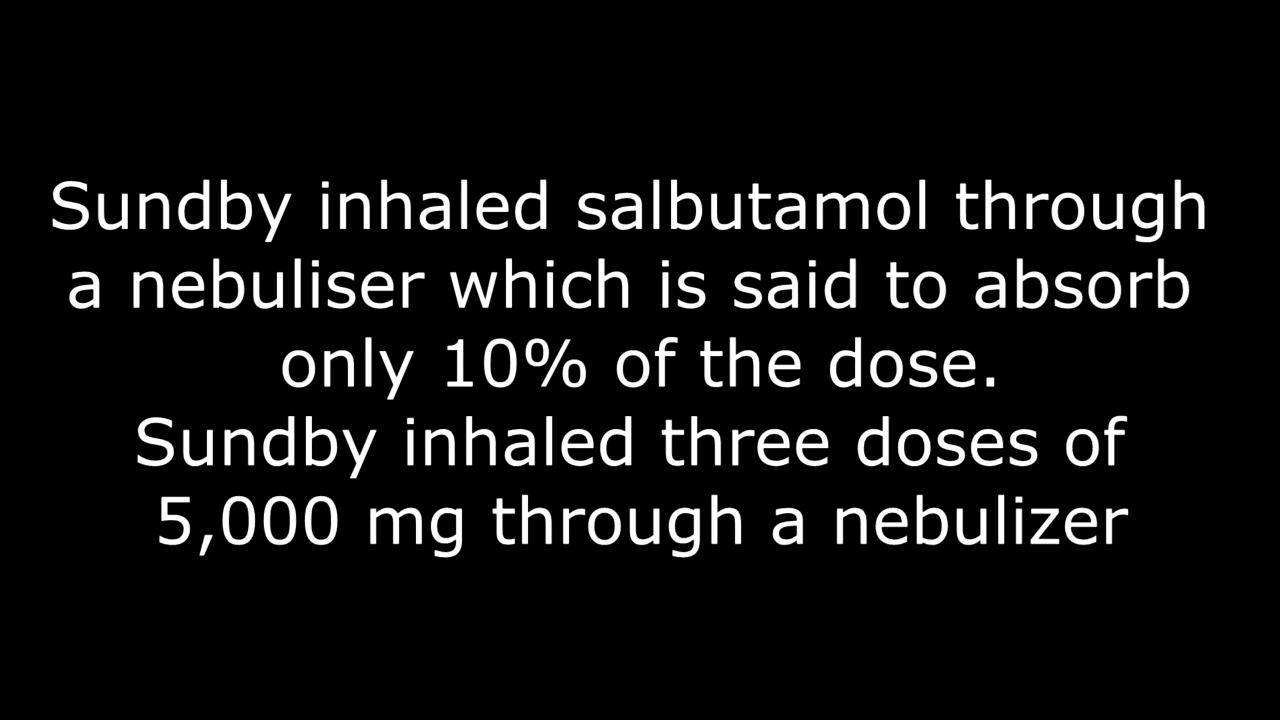 Sundby inhaled salbutamol through
a nebuliser which is said to absorb
only 10% of the dose.
Sundby inhaled three doses of
5,000 mg through a nebulizer